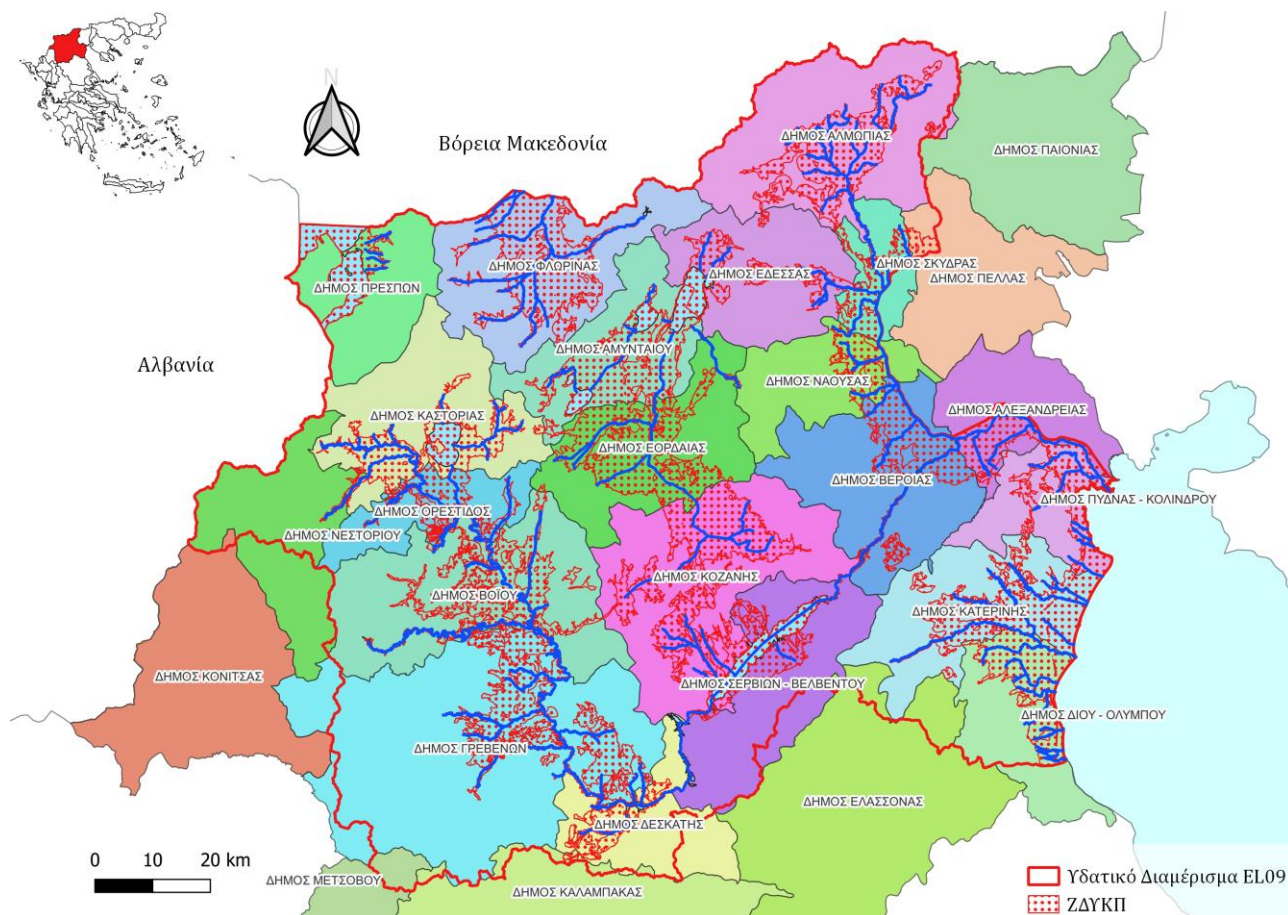 N
Βόρεια Μακεδονία
Αλβανία
ΔΗΜΟΣ ΑΛΜΩΠΙΑΣ
ΔΗΜΟΣ ΠΑΙΟΝΙΑΣ
ΔΗΜΟΣ ΦΛΩΡΙΝΑΣ
ΔΗΜΟΣ ΕΔΕΣΣΑΣ
ΔΗΜΟΣ ΣΚΥΔΡΑΣ
ΔΗΜΟΣ ΠΕΛΛΑΣ
ΔΗΜΟΣ ΠΡΕΣΠΩΝ
ΔΗΜΟΣ ΑΜΥΝΤΑΙΟΥ
ΔΗΜΟΣ ΝΑΟΥΣΑΣ
ΔΗΜΟΣ ΚΑΣΤΟΡΙΑΣ
ΔΗΜΟΣ ΑΛΕΞΑΝΔΡΕΙΑΣ
ΔΗΜΟΣ ΕΟΡΔΑΙΑΣ
ΔΗΜΟΣ ΒΕΡΟΙΑΣ
ΔΗΜΟΣ ΠΥΔΝΑΣ - ΚΟΛΙΝΔΡΟΥ
ΔΗΜΟΣ ΟΡΕΣΤΙΔΟΣ
ΔΗΜΟΣ ΝΕΣΤΟΡΙΟΥ
ΔΗΜΟΣ ΚΟΖΑΝΗΣ
ΔΗΜΟΣ ΒΟΪΟΥ
ΔΗΜΟΣ ΚΑΤΕΡΙΝΗΣ
ΔΗΜΟΣ ΚΟΝΙΤΣΑΣ
ΔΗΜΟΣ ΣΕΡΒΙΩΝ - ΒΕΛΒΕΝΤΟΥ
ΔΗΜΟΣ ΔΙΟΥ - ΟΛΥΜΠΟΥ
ΔΗΜΟΣ ΓΡΕΒΕΝΩΝ
ΔΗΜΟΣ ΕΛΑΣΣΟΝΑΣ
ΔΗΜΟΣ ΔΕΣΚΑΤΗΣ
0 10 20 km
ΔΗΜΟΣ ΜΕΤΣΟΒΟΥ
ΔΗΜΟΣ ΚΑΛΑΜΠΑΚΑΣ
Υδατικό Διαμέρισμα EL09
ΖΔΥΚΠ